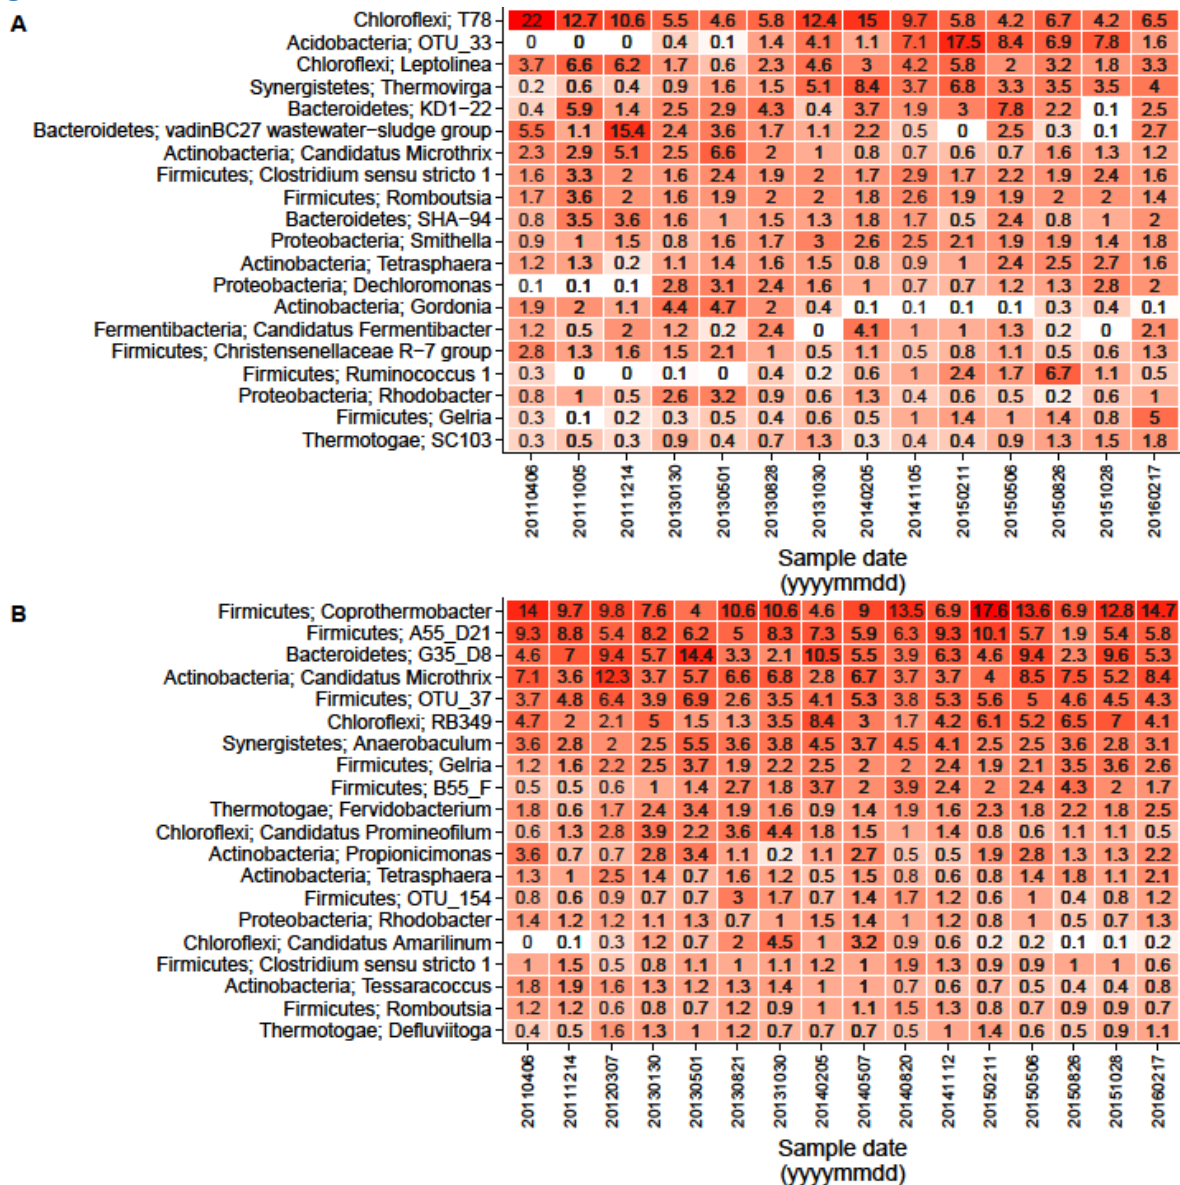 A
Chloroflexi; T78 22 12.7 10.6 5.5 4.6 5.8 12.4 15 9.7 5.8 4.2 6.7 4.2 6.5
Acidobacteria; OTU_33 0 0 0 0.4 0.1 1.4 4.1 1.1 7.1 17.5 8.4 6.9 7.8 1.6
Chloroflexi; Leptolinea 3.7 6.6 6.2 1.7 0.6 2.3 4.6 3 4.2 5.8 2 3.2 1.8 3.3
Synergistetes; Thermovirga 0.2 0.6 0.4 0.9 1.6 1.5 5.1 8.4 3.7 6.8 3.3 3.5 3.5 4
Bacteroidetes; KD1-22 0.4 5.9 1.4 2.5 2.9 4.3 0.4 3.7 1.9 3 7.8 2.2 0.1 2.5
Bacteroidetes; vadinBC27 wastewater-sludge group 5.5 1.1 15.4 2.4 3.6 1.7 1.1 2.2 0.5 0 2.5 0.3 0.1 2.7
Actinobacteria; Candidatus Microthrix 2.3 2.9 5.1 2.5 6.6 2 1 0.8 0.7 0.6 0.7 1.6 1.3 1.2
Firmicutes; Clostridium sensu stricto 1 1.6 3.3 2 1.6 2.4 1.9 2 1.7 2.9 1.7 2.2 1.9 2.4 1.6
Firmicutes; Romboutsia 1.7 3.6 2 1.6 1.9 2 2 1.8 2.6 1.9 1.9 2 2 1.4
Bacteroidetes; SHA-94 0.8 3.5 3.6 1.6 1 1.5 1.3 1.8 1.7 0.5 2.4 0.8 1 2
Proteobacteria; Smithella 0.9 1 1.5 0.8 1.6 1.7 3 2.6 2.5 2.1 1.9 1.9 1.4 1.8
Actinobacteria; Tetrasphaera 1.2 1.3 0.2 1.1 1.4 1.6 1.5 0.8 0.9 1 2.4 2.5 2.7 1.6
Proteobacteria; Dechloromonas 0.1 0.1 0.1 2.8 3.1 2.4 1.6 1 0.7 0.7 1.2 1.3 2.8 2
Actinobacteria; Gordonia 1.9 2 1.1 4.4 4.7 2 0.4 0.1 0.1 0.1 0.1 0.3 0.4 0.1
Fermentibacteria; Candidatus Fermentibacter 1.2 0.5 2 1.2 0.2 2.4 0 4.1 1 1 1.3 0.2 0 2.1
Firmicutes; Christensenellaceae R-7 group 2.8 1.3 1.6 1.5 2.1 1 0.5 1.1 0.5 0.8 1.1 0.5 0.6 1.3
Firmicutes; Ruminococcus 1 0.3 0 0 0.1 0 0.4 0.2 0.6 1 2.4 1.7 6.7 1.1 0.5
Proteobacteria; Rhodobacter 0.8 1 0.5 2.6 3.2 0.9 0.6 1.3 0.4 0.6 0.5 0.2 0.6 1
Firmicutes; Gelria 0.3 0.1 0.2 0.3 0.5 0.4 0.6 0.5 1 1.4 1 1.4 0.8 5
Thermotogae; SC103 0.3 0.5 0.3 0.9 0.4 0.7 1.3 0.3 0.4 0.4 0.9 1.3 1.5 1.8
20110406 20111005 20111214 20130130 20130501 20130828 20131030 20140205 20141105 20150211 20150506 20150826 20151028 20160217
Sample date
(yyyymmdd)
B
Firmicutes; Coprothermobacter 14 9.7 9.8 7.6 4 10.6 10.6 4.6 9 13.5 6.9 17.6 13.6 6.9 12.8 14.7
Firmicutes; A55_D21 9.3 8.8 5.4 8.2 6.2 5 8.3 7.3 5.9 6.3 9.3 10.1 5.7 1.9 5.4 5.8
Bacteroidetes; G35_D8 4.6 7 9.4 5.7 14.4 3.3 2.1 10.5 5.5 3.9 6.3 4.6 9.4 2.3 9.6 5.3
Actinobacteria; Candidatus Microthrix 7.1 3.6 12.3 3.7 5.7 6.6 6.8 2.8 6.7 3.7 3.7 4 8.5 7.5 5.2 8.4
Firmicutes; OTU_37 3.7 4.8 6.4 3.9 6.9 2.6 3.5 4.1 5.3 3.8 5.3 5.6 5 4.6 4.5 4.3
Chloroflexi; RB349 4.7 2 2.1 5 1.5 1.3 3.5 8.4 3 1.7 4.2 6.1 5.2 6.5 7 4.1
Synergistetes; Anaerobaculum 3.6 2.8 2 2.5 5.5 3.6 3.8 4.5 3.7 4.5 4.1 2.5 2.5 3.6 2.8 3.1
Firmicutes; Gelria 1.2 1.6 2.2 2.5 3.7 1.9 2.2 2.5 2 2 2.4 1.9 2.1 3.5 3.6 2.6
Firmicutes; B55_F 0.5 0.5 0.6 1 1.4 2.7 1.8 3.7 2 3.9 2.4 2 2.4 4.3 2 1.7
Thermotogae; Fervidobacterium 1.8 0.6 1.7 2.4 3.4 1.9 1.6 0.9 1.4 1.9 1.6 2.3 1.8 2.2 1.8 2.5
Chloroflexi; Candidatus Promineofilum 0.6 1.3 2.8 3.9 2.2 3.6 4.4 1.8 1.5 1 1.4 0.8 0.6 1.1 1.1 0.5
Actinobacteria; Propionicimonas 3.6 0.7 0.7 2.8 3.4 1.1 0.2 1.1 2.7 0.5 0.5 1.9 2.8 1.3 1.3 2.2
Actinobacteria; Tetrasphaera 1.3 1 2.5 1.4 0.7 1.6 1.2 0.5 1.5 0.8 0.6 0.8 1.4 1.8 1.1 2.1
Firmicutes; OTU_154 0.8 0.6 0.9 0.7 0.7 3 1.7 0.7 1.4 1.7 1.2 0.6 1 0.4 0.8 1.2
Proteobacteria; Rhodobacter 1.4 1.2 1.2 1.1 1.3 0.7 1 1.5 1.4 1 1.2 0.8 1 0.5 0.7 1.3
Chloroflexi; Candidatus Amarilinum 0 0.1 0.3 1.2 0.7 2 4.5 1 3.2 0.9 0.6 0.2 0.2 0.1 0.1 0.2
Firmicutes; Clostridium sensu stricto 1 1 1.5 0.5 0.8 1.1 1 1.1 1.2 1 1.9 1.3 0.9 0.9 1 1 0.6
Actinobacteria; Tessaracoccus 1.8 1.9 1.6 1.3 1.2 1.3 1.4 1 1 0.7 0.6 0.7 0.5 0.4 0.4 0.8
Firmicutes; Romboutsia 1.2 1.2 0.6 0.8 0.7 1.2 0.9 1 1.1 1.5 1.3 0.8 0.7 0.9 0.9 0.7
Thermotogae; Defluviitoga 0.4 0.5 1.6 1.3 1 1.2 0.7 0.7 0.7 0.5 1 1.4 0.6 0.5 0.9 1.1
20110406 20111214 20120307 20130130 20130501 20130821 20131030 20140205 20140507 20140820 20141112 20150211 20150506 20150826 20151028 20160217
Sample date
(yyyymmdd)